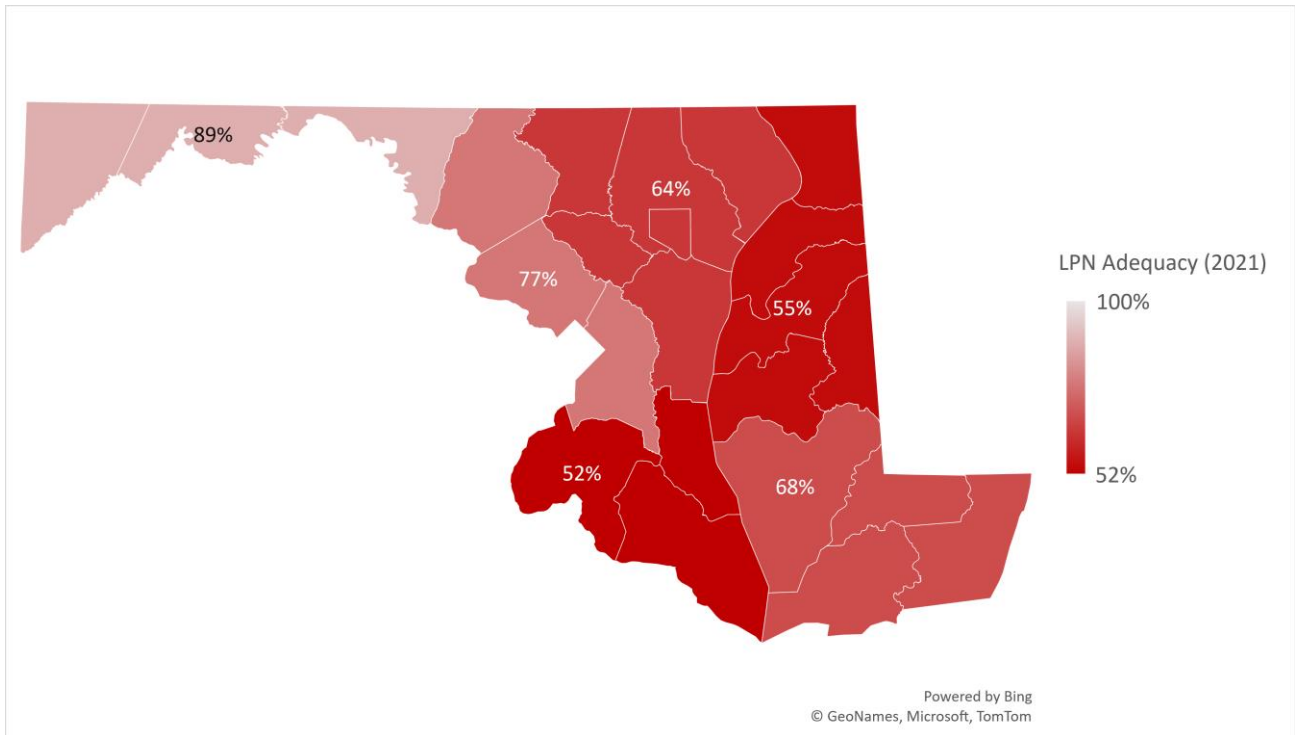 89%
64%
77%
55%
52%
68%
LPN Adequacy (2021)
100%
52%
Powered by Bing
© GeoNames, Microsoft, TomTom